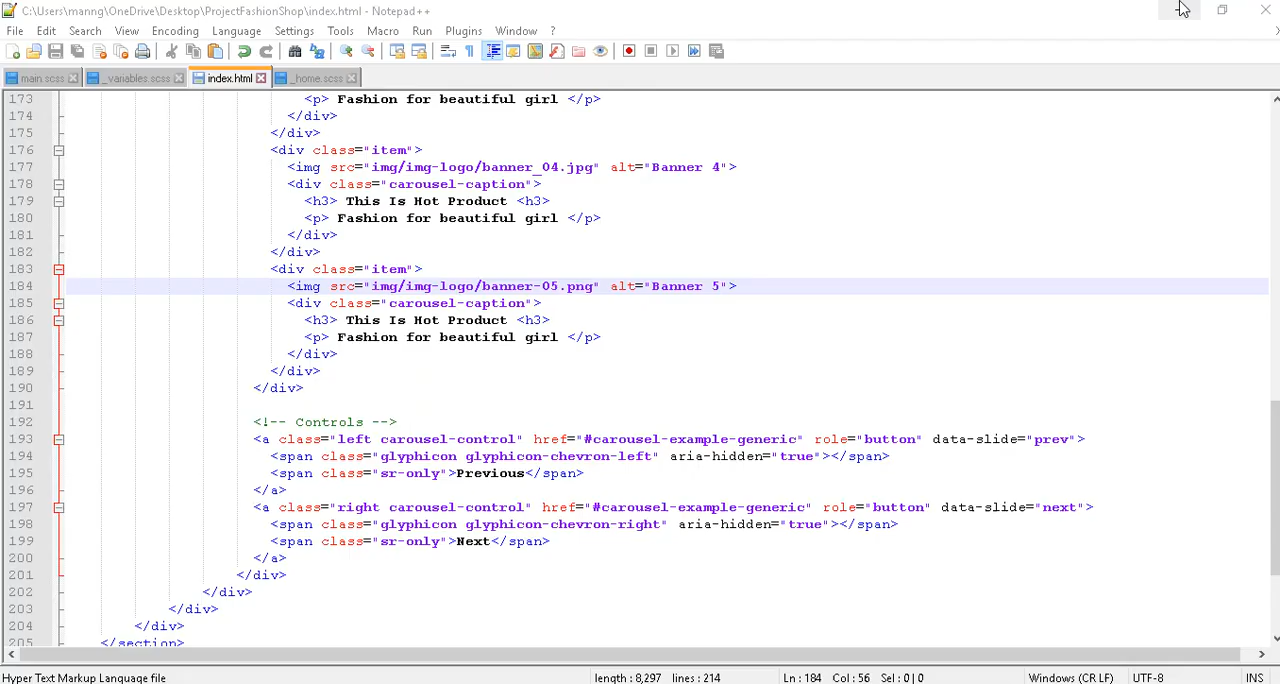 C:\Users\manng\OneDrive\Desktop\ProjectFashionShop\index.html - Notepad++
File Edit Search View Encoding Language Settings Tools Macro Run Plugins Window ?
main.scss _variables.scss index.html _home.scss
173 <p> Fashion for beautiful girl </p>
174 </div>
175 </div>
176 <div class="item">
177 <img src="img/img-logo/banner_04.jpg" alt="Banner 4">
178 <div class="carousel-caption">
179 <h3> This Is Hot Product <h3>
180 <p> Fashion for beautiful girl </p>
181 </div>
182 </div>
183 <div class="item">
184 <img src="img/img-logo/banner-05.png" alt="Banner 5">
185 <div class="carousel-caption">
186 <h3> This Is Hot Product <h3>
187 <p> Fashion for beautiful girl </p>
188 </div>
189 </div>
190 </div>
191
192 <!-- Controls -->
193 <a class="left carousel-control" href="#carousel-example-generic" role="button" data-slide="prev">
194 <span class="glyphicon glyphicon-chevron-left" aria-hidden="true"></span>
195 <span class="sr-only">Previous</span>
196 </a>
197 <a class="right carousel-control" href="#carousel-example-generic" role="button" data-slide="next">
198 <span class="glyphicon glyphicon-chevron-right" aria-hidden="true"></span>
199 <span class="sr-only">Next</span>
200 </a>
201 </div>
202 </div>
203 </div>
204 </div>
205 </section>
Hyper Text Markup Language file length : 8,297 lines : 214 Ln : 184 Col : 56 Sel : 0 | 0 Windows (CR LF) UTF-8 INS